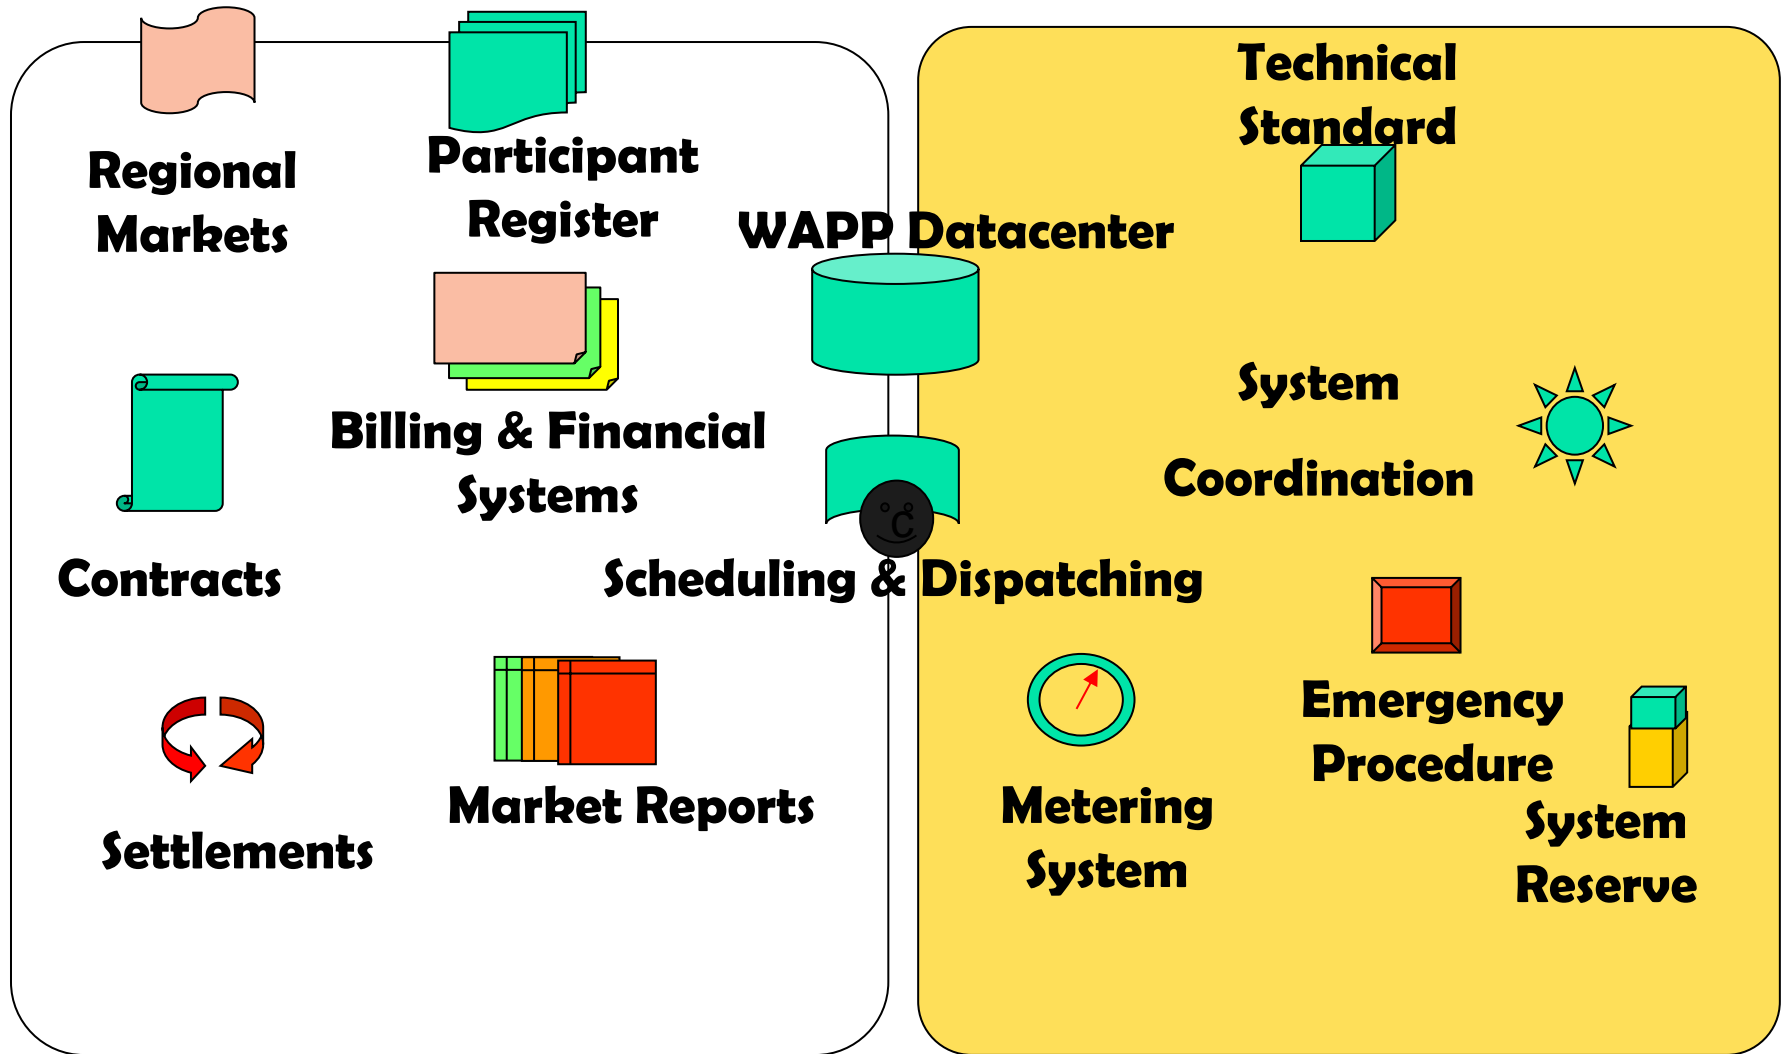 Regional
Markets
Participant
Register
Technical
Standard
WAPP Datacenter
Billing & Financial
Systems
System
Coordination
C
Contracts
Scheduling & Dispatching
Emergency
Procedure
Settlements
Market Reports
Metering
System
System
Reserve